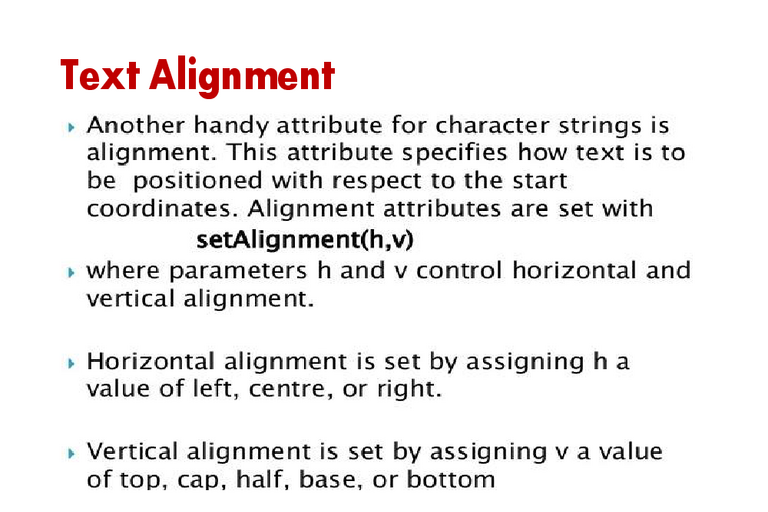 Text Alignment
Another handy attribute for character strings is
alignment. This attribute specifies how text is to
be positioned with respect to the start
coordinates. Alignment attributes are set with
setAlignment(h,v)
where parameters h and v control horizontal and
vertical alignment.
Horizontal alignment is set by assigning h a
value of left, centre, or right.
Vertical alignment is set by assigning v a value
of top, cap, half, base, or bottom